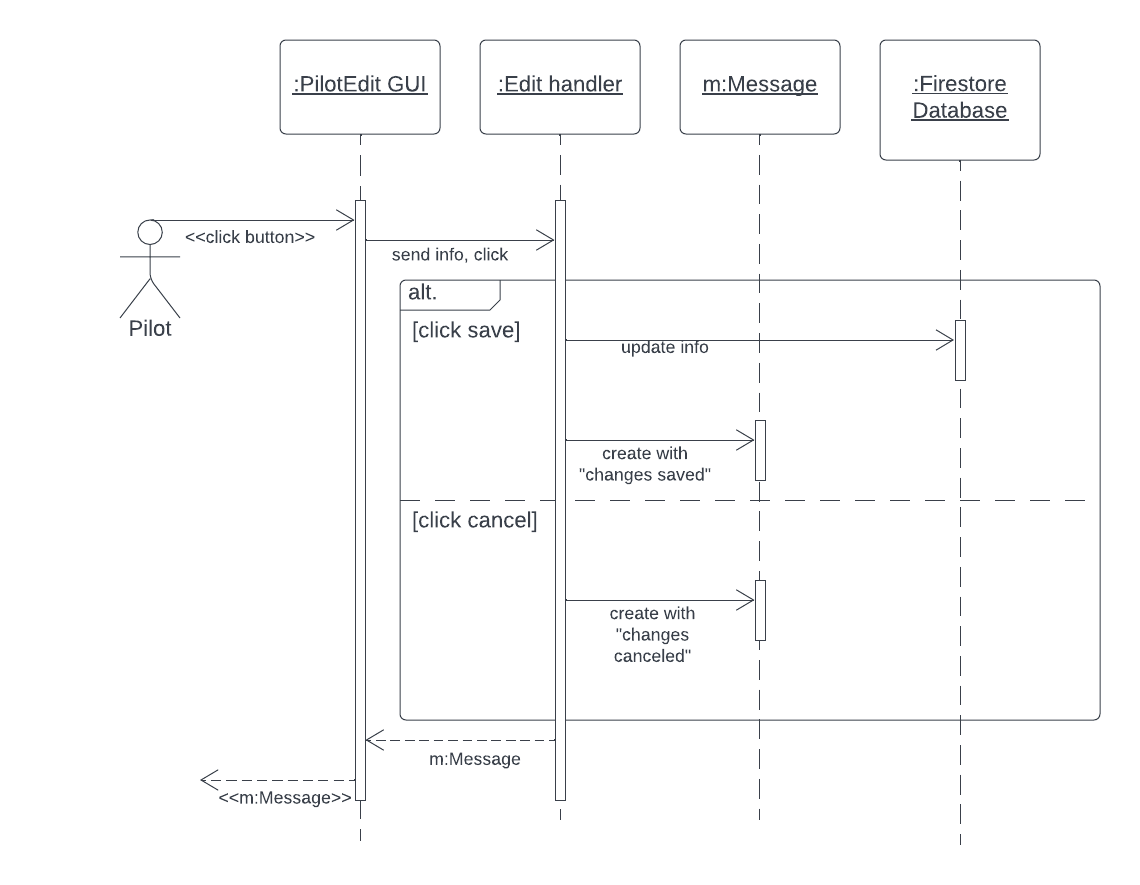 :PilotEdit GUI
:Edit handler
m:Message
:Firestore
Database
<<click button>>
send info, click
Pilot
alt.
[click save]
update info
create with
"changes saved"
[click cancel]
create with
"changes
canceled"
m:Message
<<m:Message>>